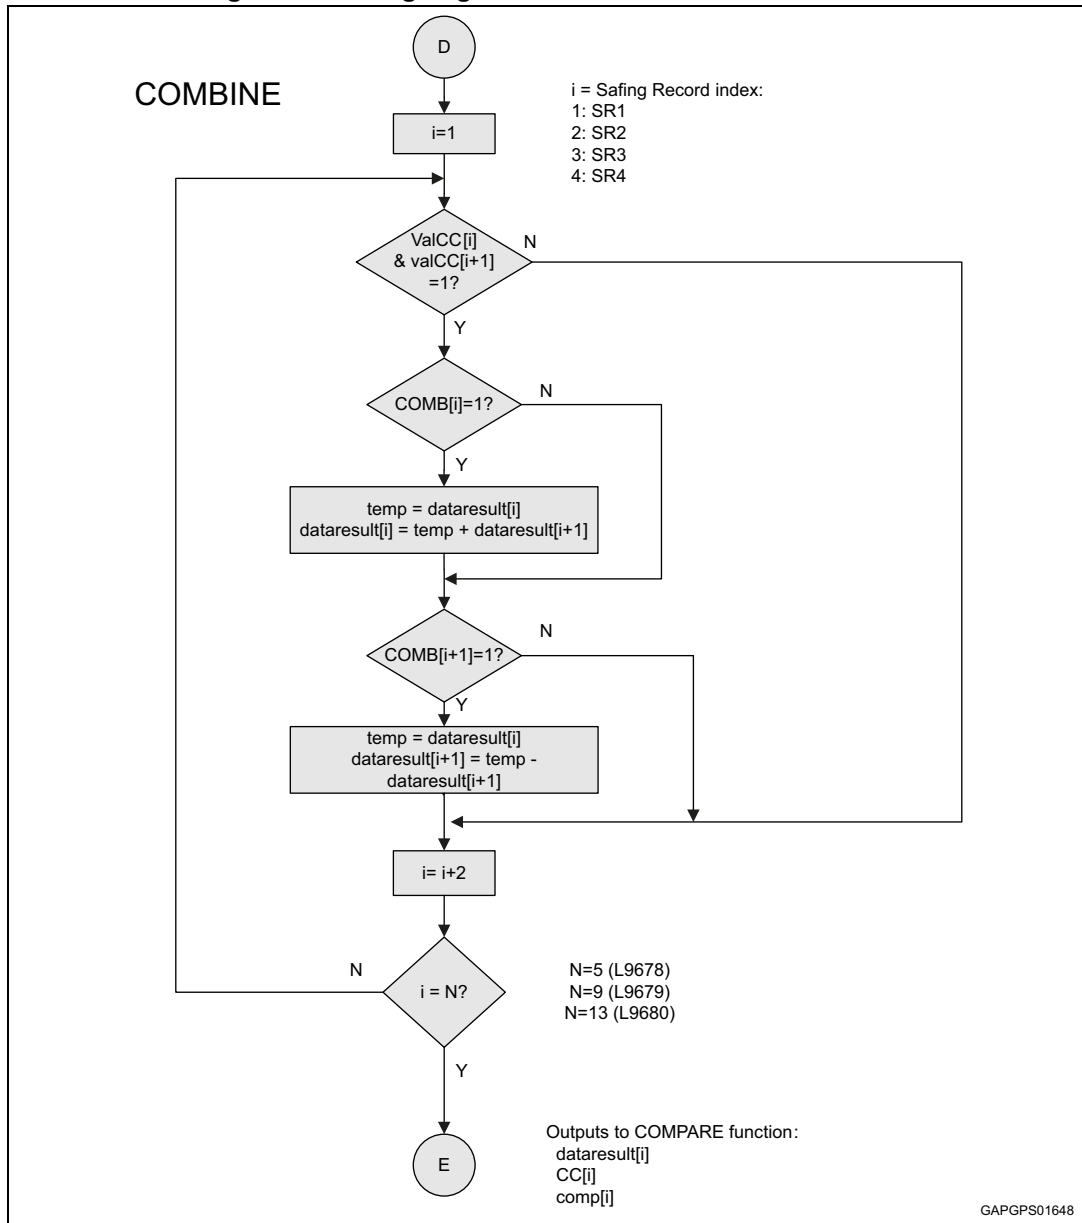 D
COMBINE
i = Safing Record index:
1: SR1
2: SR2
3: SR3
4: SR4
i=1
ValCC[i]
& valCC[i+1]
=1?
N
Y
COMB[i]=1?
N
Y
temp = dataresult[i]
dataresult[i] = temp + dataresult[i+1]
COMB[i+1]=1?
N
Y
temp = dataresult[i]
dataresult[i+1] = temp -
dataresult[i+1]
i= i+2
i = N?
N
N=5 (L9678)
N=9 (L9679)
N=13 (L9680)
Y
E
Outputs to COMPARE function:
dataresult[i]
CC[i]
comp[i]
GAPGPS01648